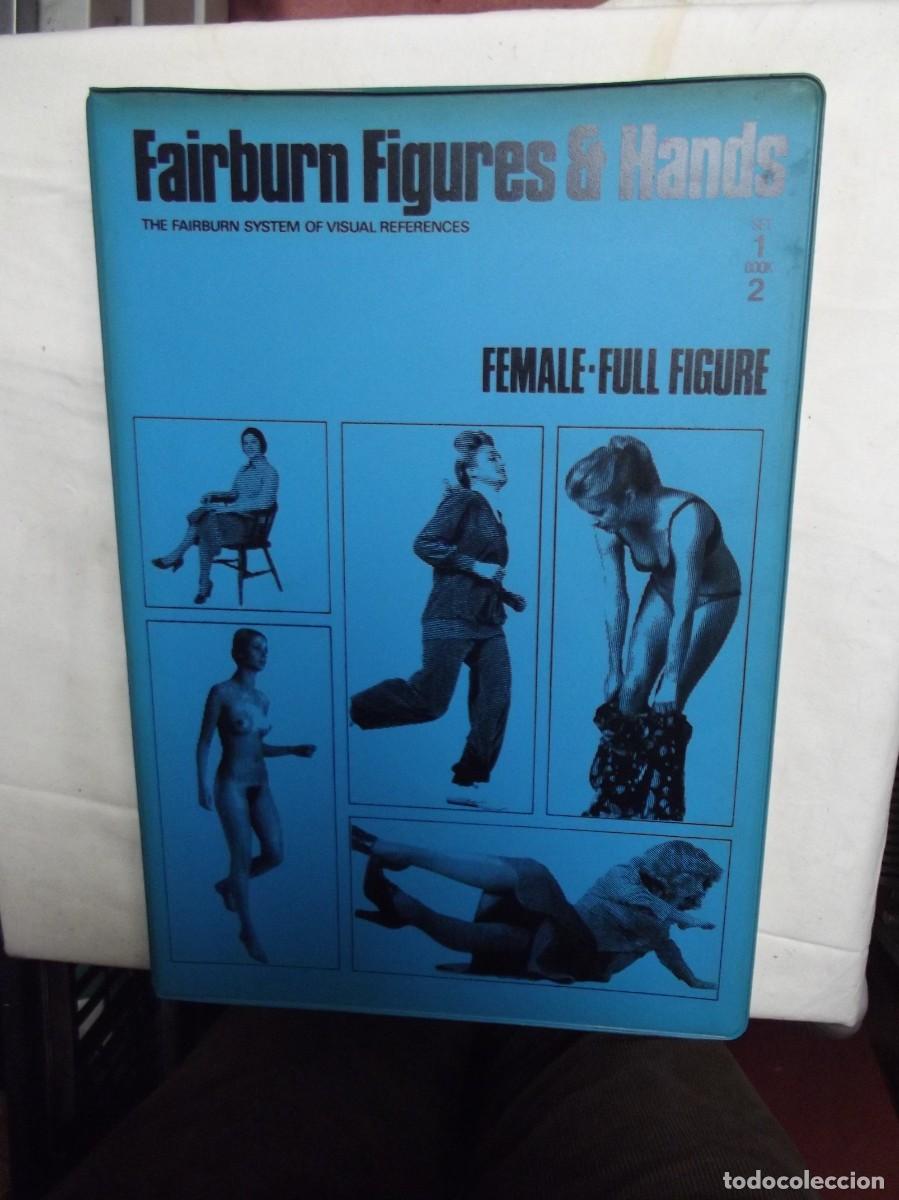 Fairburn Figures & Hands
THE FAIRBURN SYSTEM OF VISUAL REFERENCES
SET
1
BOOK
2
FEMALE·FULL FIGURE
todocoleccion